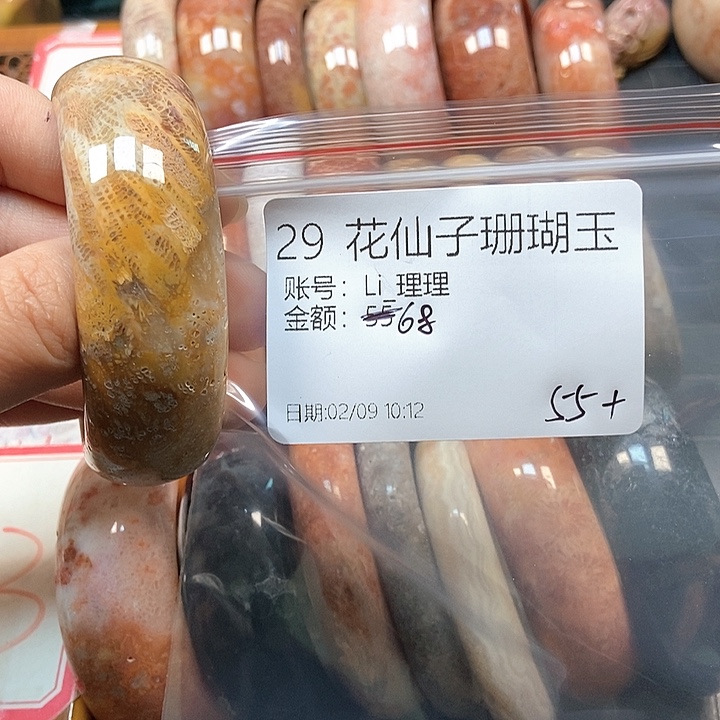 29 花仙子珊瑚玉
账号: Li_理理
金额: 55 68
日期:02/09 10:12
55+